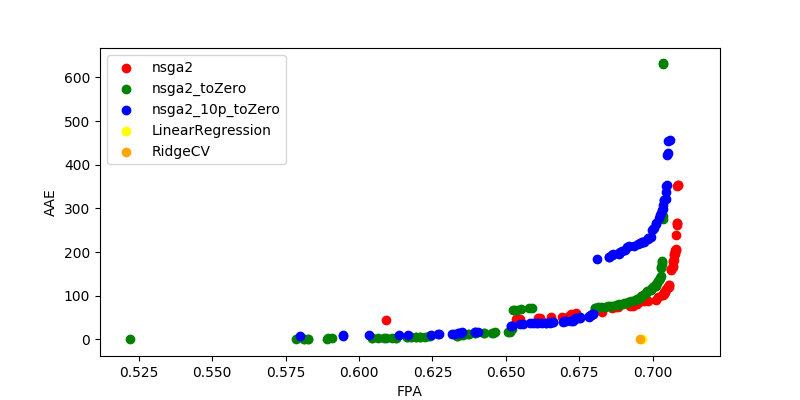 nsga2
nsga2_toZero
nsga2_10p_toZero
LinearRegression
RidgeCV
600
500
400
300
200
100
0
AAE
0.525 0.550 0.575 0.600 0.625 0.650 0.675 0.700
FPA